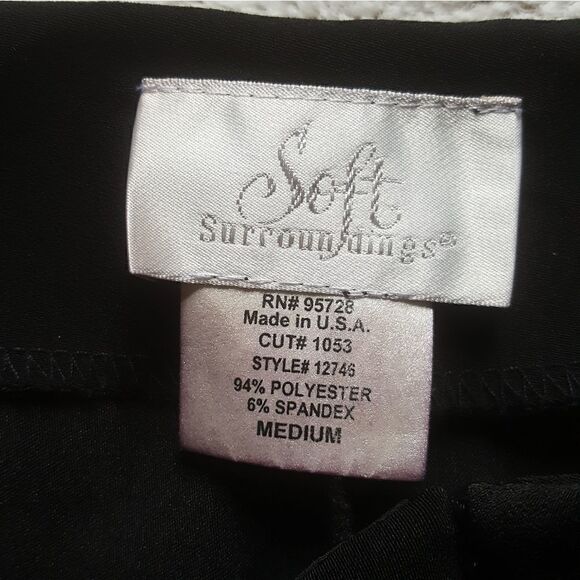 Soft
Surroundings®
RN# 95728
Made in U.S.A.
CUT# 1053
STYLE# 12746
94% POLYESTER
6% SPANDEX
MEDIUM